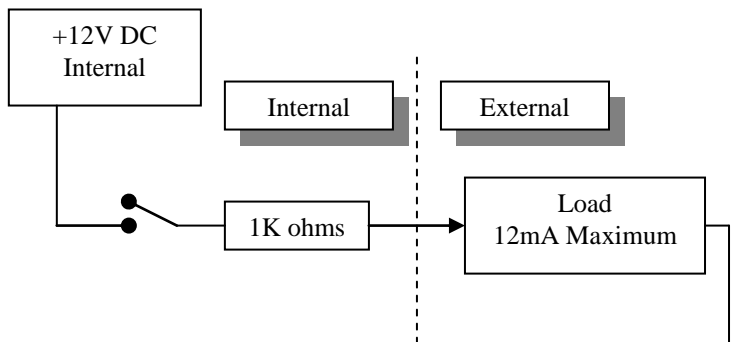 +12V DC
Internal
Internal
External
1K ohms
Load
12mA Maximum